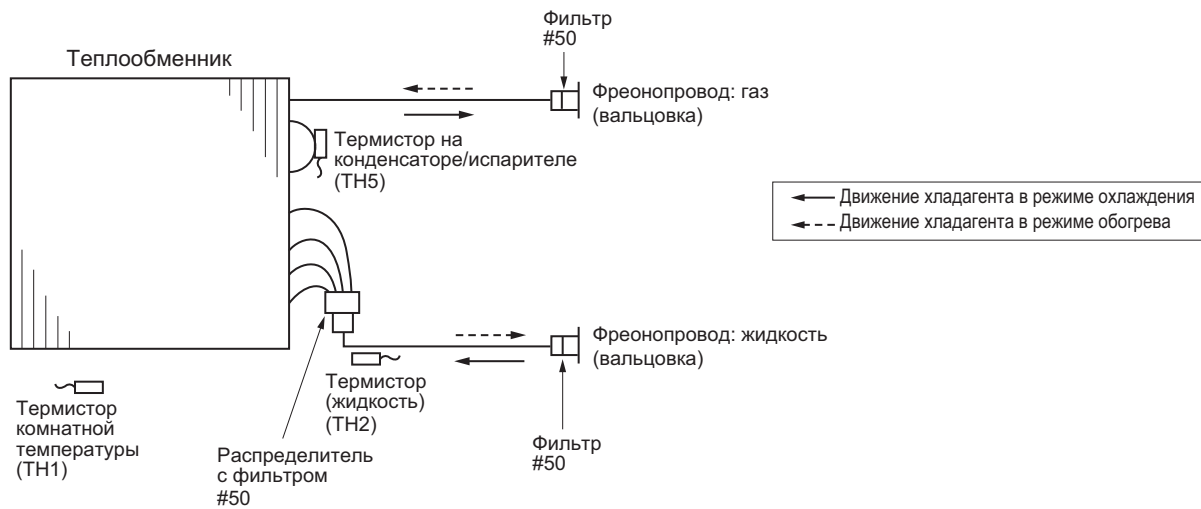 Фильтр
#50
Теплообменник
Фреонопровод: газ
(вальцовка)
Термистор на
конденсаторе/испарителе
(TH5)
Движение хладагента в режиме охлаждения
Движение хладагента в режиме обогрева
Фреонопровод: жидкость
(вальцовка)
Термистор
(жидкость)
(TH2)
Термистор
комнатной
температуры
(TH1)
Распределитель
с фильтром
#50
Фильтр
#50